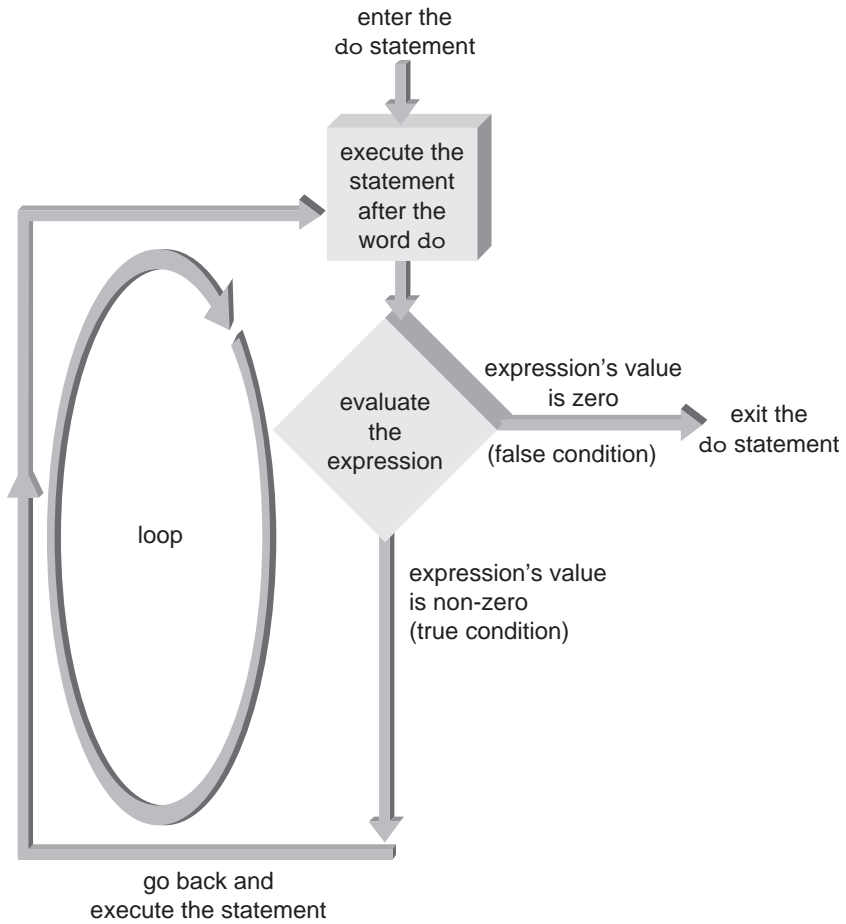 enter the
do statement
execute the
statement
after the
word do
evaluate
the
expression
expression's value
is zero
(false condition)
exit the
do statement
loop
expression's value
is non-zero
(true condition)
go back and
execute the statement